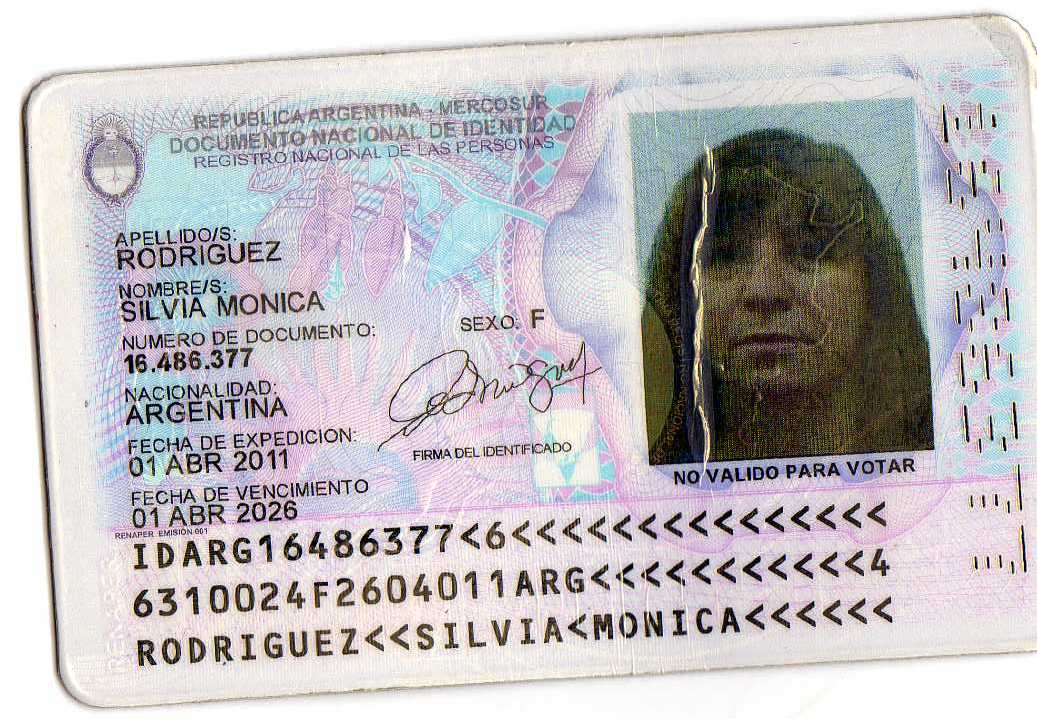 REPUBLICA ARGENTINA - MERCOSUR
DOCUMENTO NACIONAL DE IDENTIDAD
REGISTRO NACIONAL DE LAS PERSONAS
APELLIDO/S:
RODRIGUEZ
NOMBRE/S:
SILVIA MONICA
NUMERO DE DOCUMENTO:
16.486.377
SEXO: F
NACIONALIDAD:
ARGENTINA
FECHA DE EXPEDICION:
01 ABR 2011
FIRMA DEL IDENTIFICADO
FECHA DE VENCIMIENTO
01 ABR 2026
NO VALIDO PARA VOTAR
RENAPER EMISIÓN 001
IDARG16486377<6<<<<<<<<<<<<<<<
6310024F2604011ARG<<<<<<<<<<<4
RODRIGUEZ<<SILVIA<MONICA<<<<<<